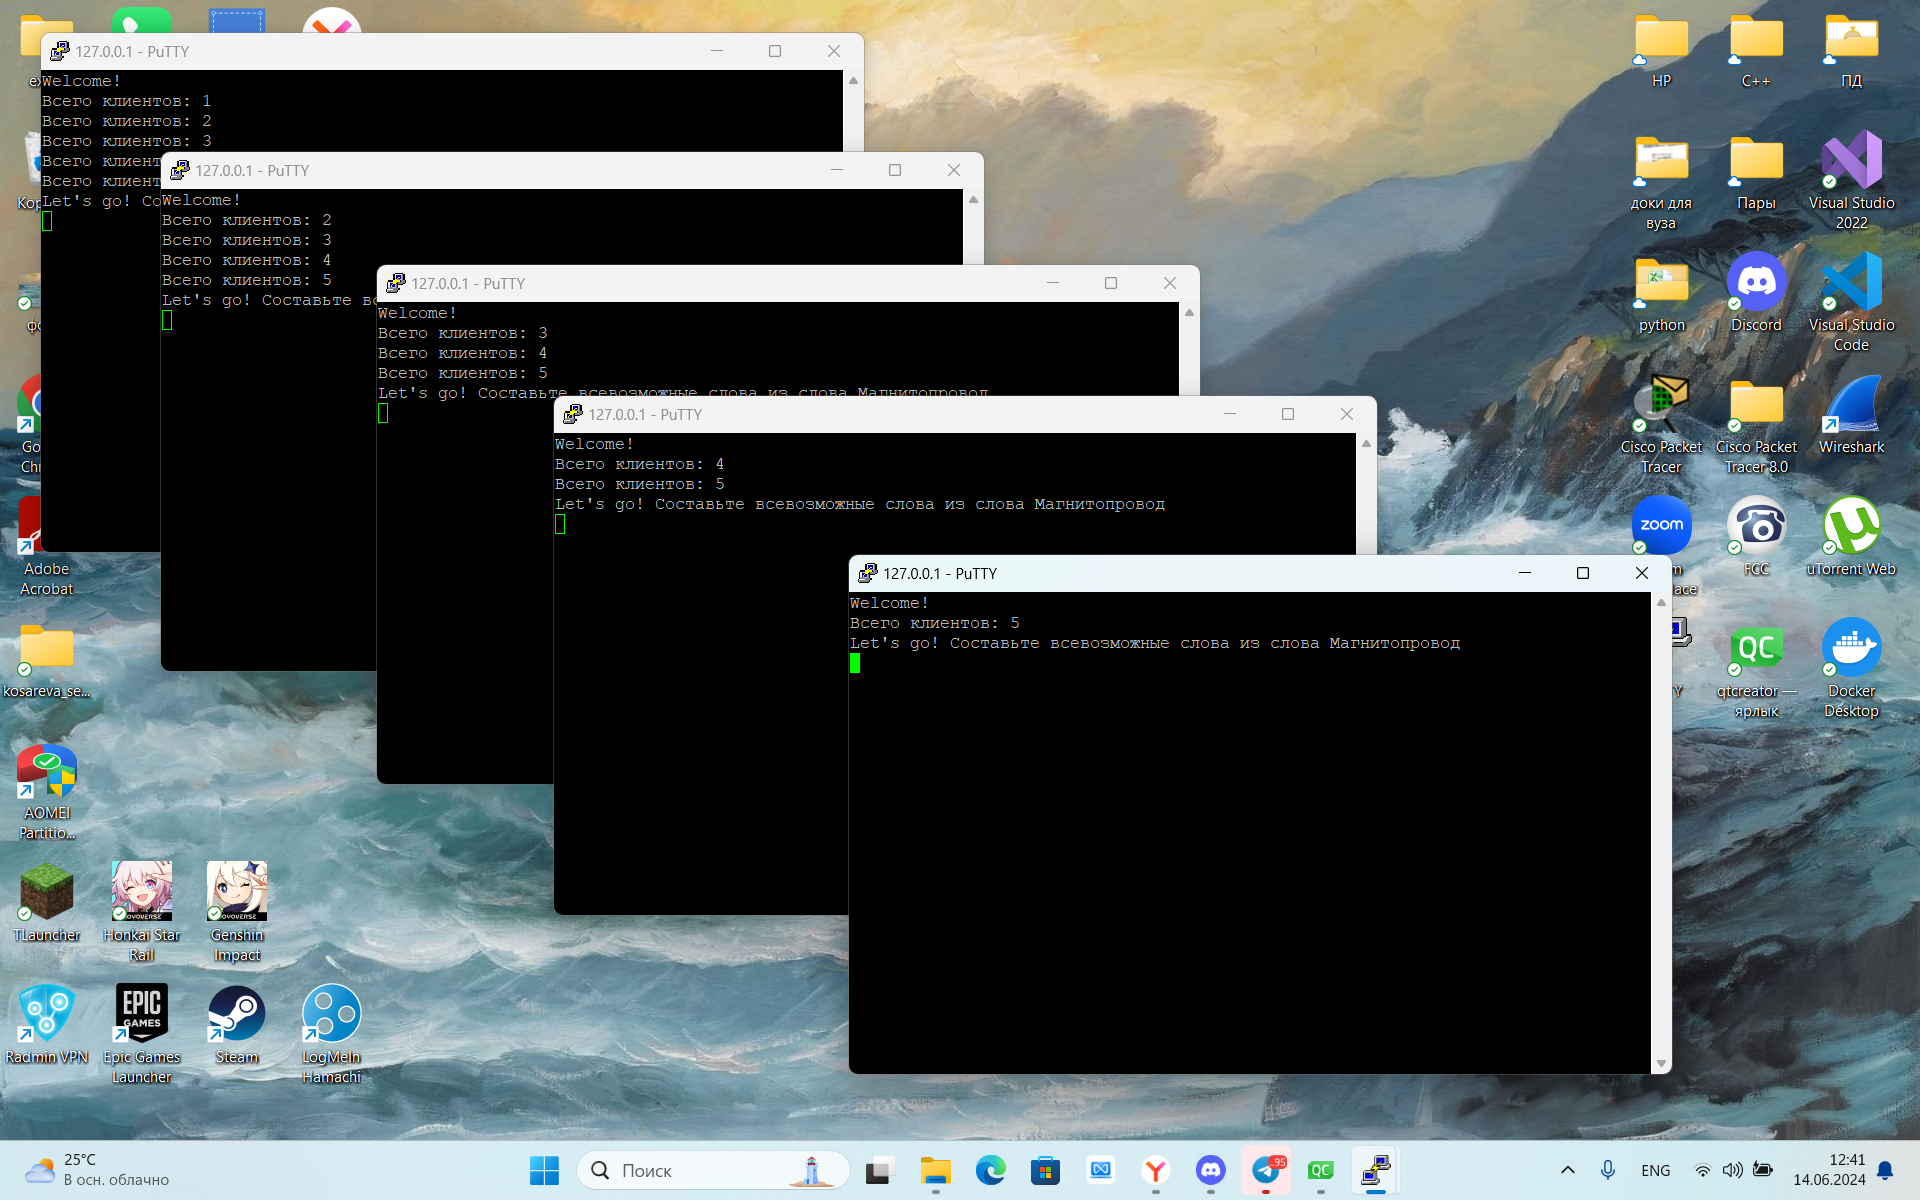 127.0.0.1 - PuTTY
Welcome!
Всего клиентов: 1
Всего клиентов: 2
Всего клиентов: 3
Всего
Всего
Let's go!
127.0.0.1 - PuTTY
Welcome!
Всего клиентов: 2
Всего клиентов: 3
Всего клиентов: 4
Всего клиентов: 5
Let's go! Составьте
127.0.0.1 - PuTTY
Welcome!
Всего клиентов: 3
Всего клиентов: 4
Всего клиентов: 5
Let's go! Составьте всевозможные слова из слова Магнитопровод
127.0.0.1 - PuTTY
Welcome!
Всего клиентов: 4
Всего клиентов: 5
Let's go! Составьте всевозможные слова из слова Магнитопровод
127.0.0.1 - PuTTY
Welcome!
Всего клиентов: 5
Let's go! Составьте всевозможные слова из слова Магнитопровод
HP
C++
ПД
доки для
вуза
Пары
Visual Studio
2022
python
Discord
Visual Studio
Code
Cisco Packet
Tracer
Cisco Packet
Tracer 8.0
Wireshark
zoom
FCC
uTorrent Web
QC
qtcreator —
ярлык
Docker
Desktop
Adobe
Acrobat
kosareva_se...
AOMEI
Partitio...
TLauncher
Honkai Star
Rail
Genshin
Impact
Radmin VPN
EPIC
GAMES
Epic Games
Launcher
Steam
LogMeIn
Hamachi
25°C
В осн. облачно
Поиск
..95
QC
ENG
12:41
14.06.2024